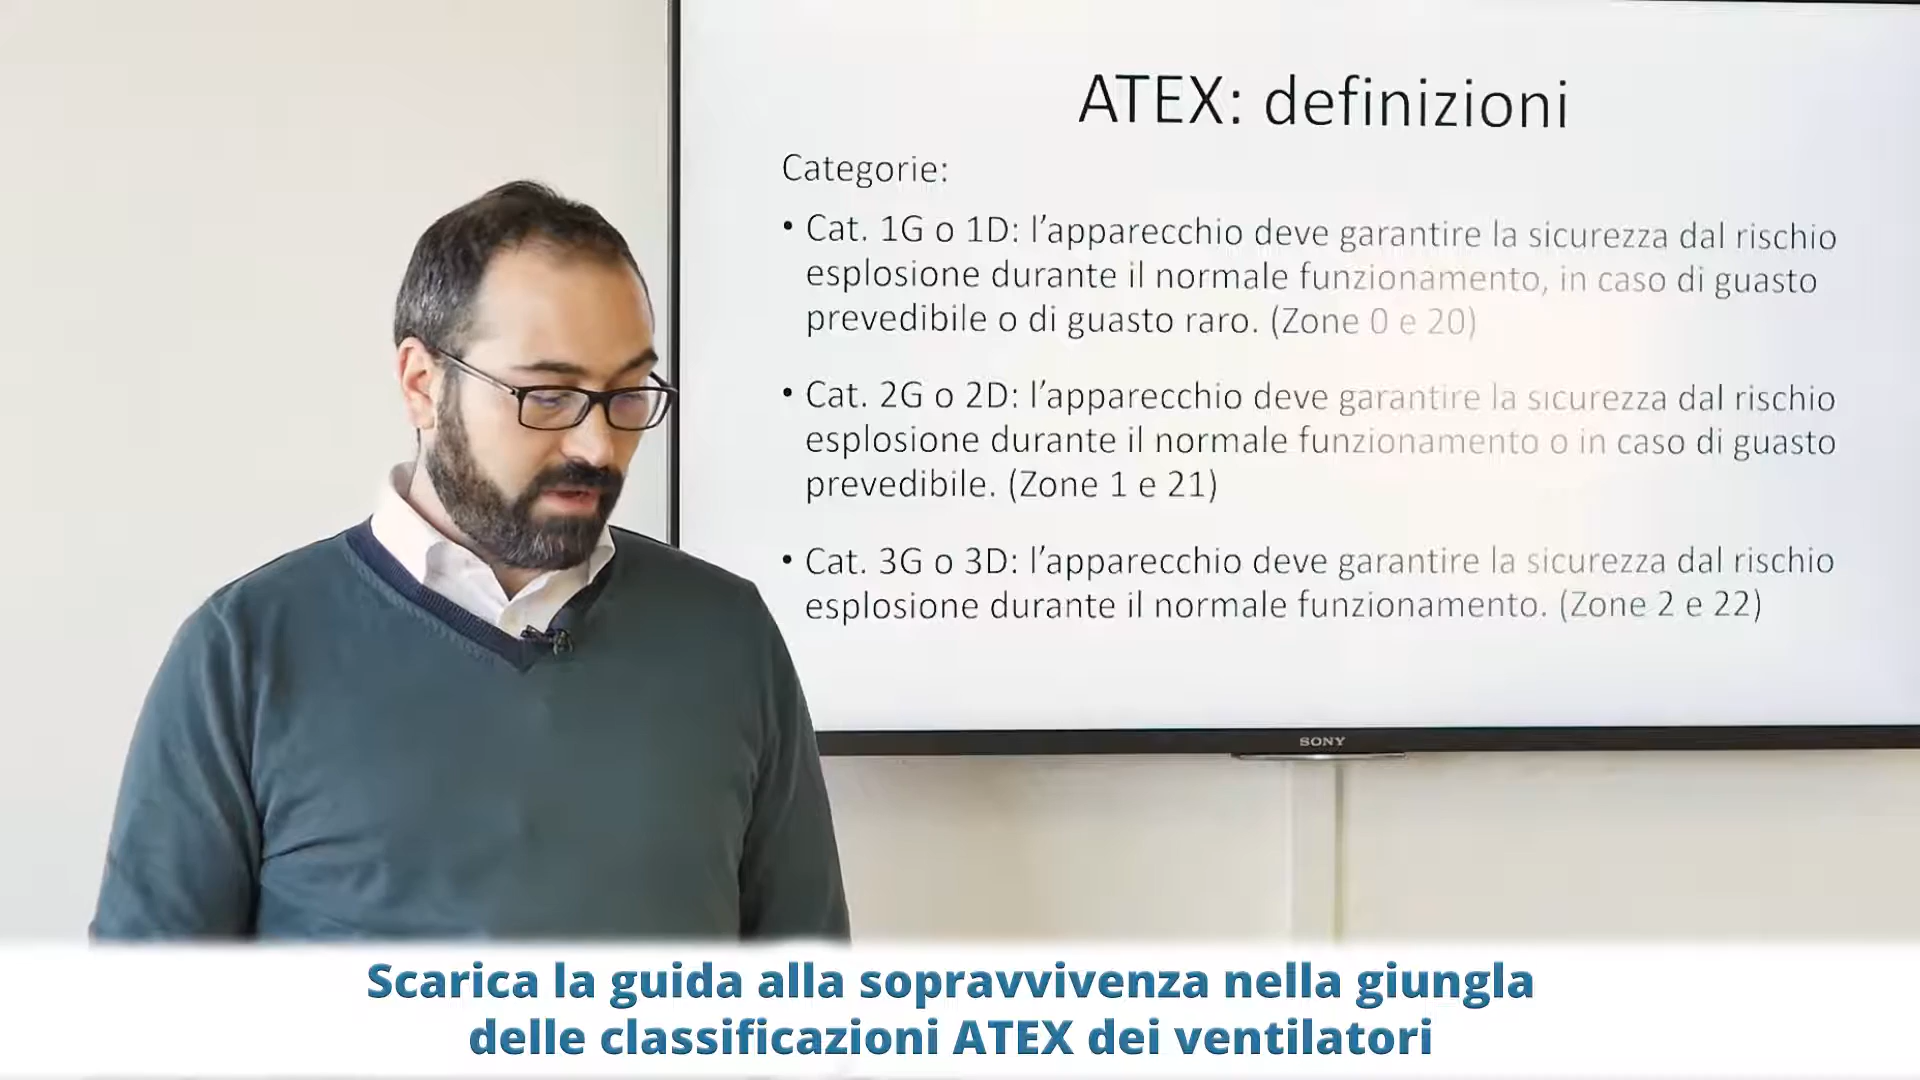 ATEX: definizioni
Categorie:
• Cat. 1G o 1D: l’apparecchio deve garantire la sicurezza dal rischio
esplosione durante il normale funzionamento, in caso di guasto
prevedibile o di guasto raro. (Zone 0 e 20)
• Cat. 2G o 2D: l’apparecchio deve garantire la sicurezza dal rischio
esplosione durante il normale funzionamento o in caso di guasto
prevedibile. (Zone 1 e 21)
• Cat. 3G o 3D: l’apparecchio deve garantire la sicurezza dal rischio
esplosione durante il normale funzionamento. (Zone 2 e 22)
SONY
Scarica la guida alla sopravvivenza nella giungla
delle classificazioni ATEX dei ventilatori